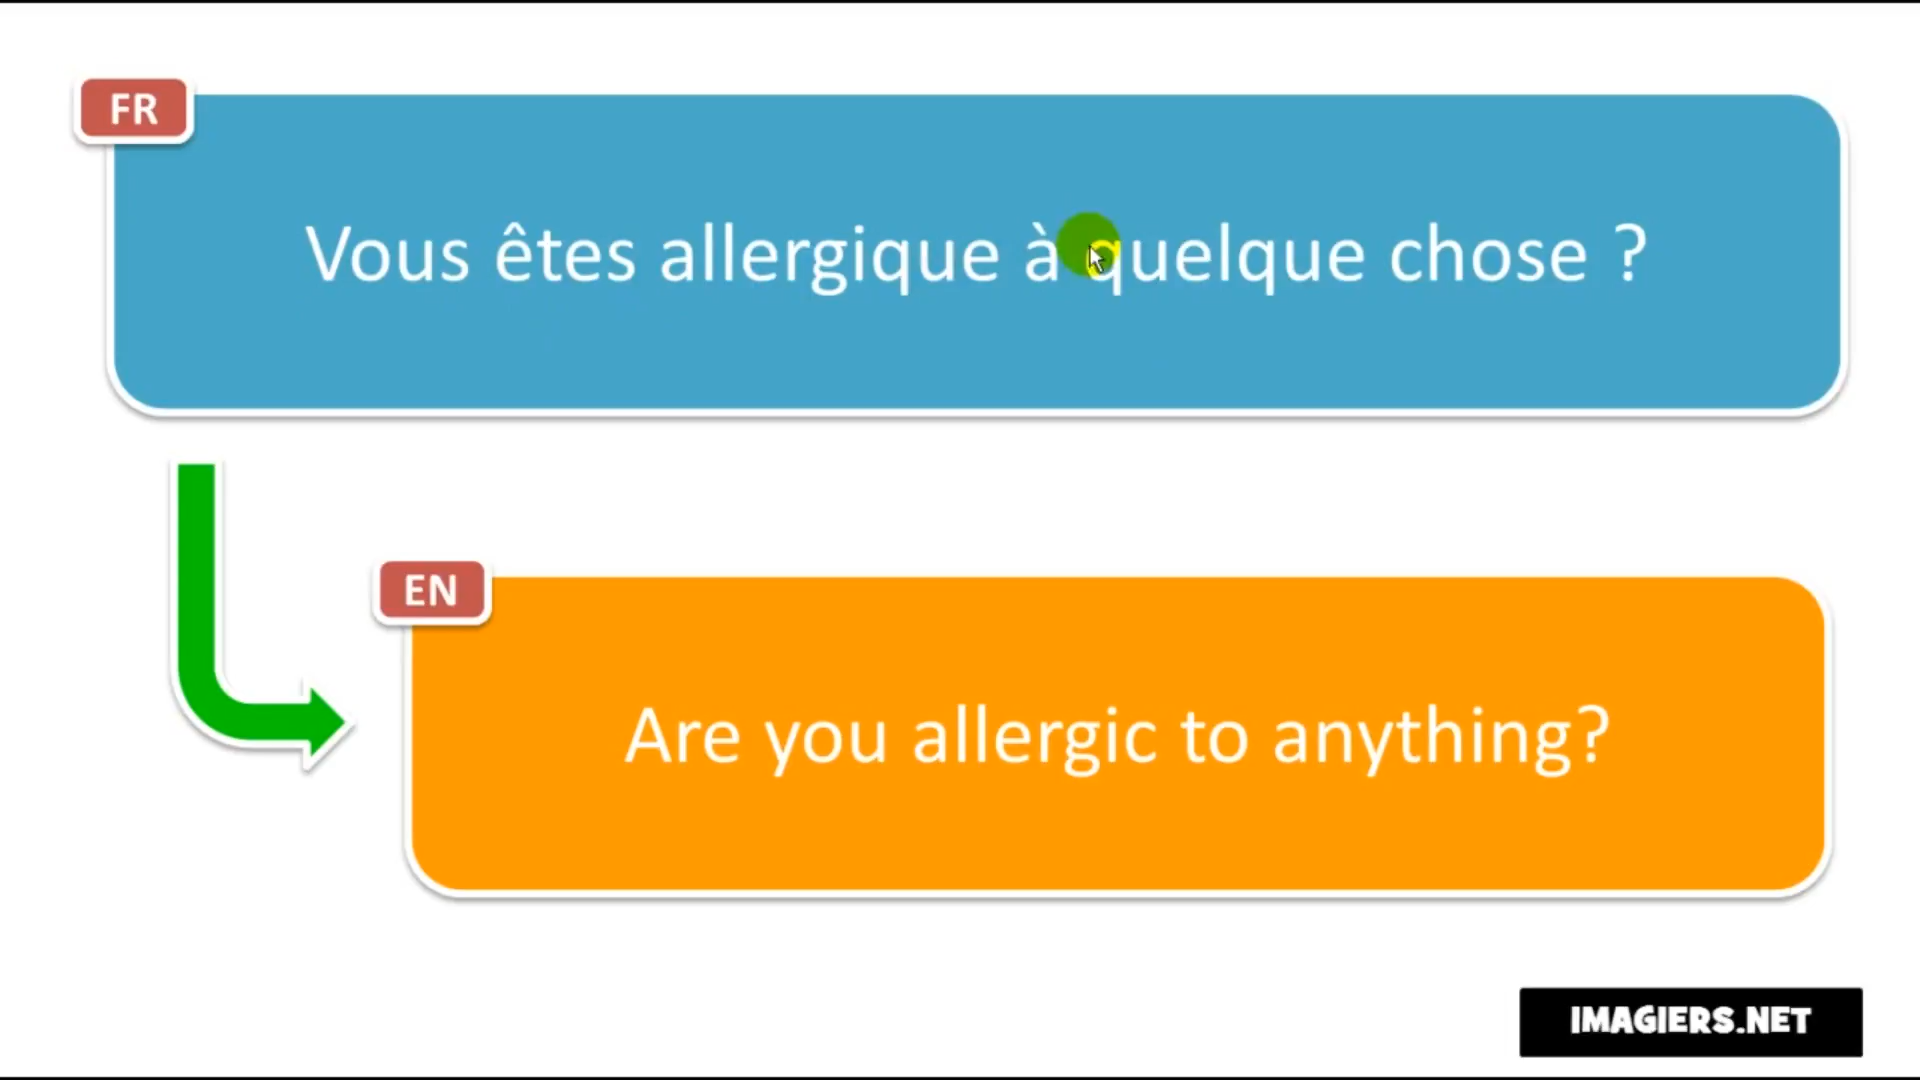 FR
Vous êtes allergique à quelque chose ?
EN
Are you allergic to anything?
IMAGIERS.NET